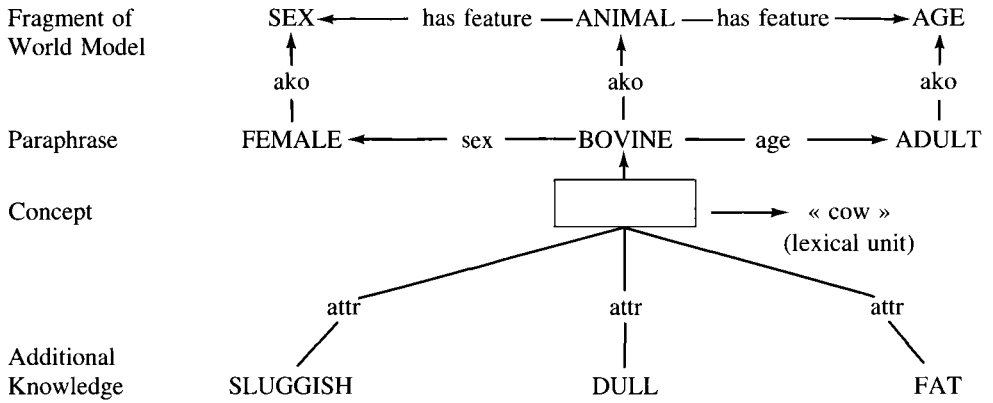 Fragment of World Model
SEX has feature ANIMAL has feature AGE
ako ako ako
Paraphrase FEMALE sex BOVINE age ADULT
Concept « cow »
(lexical unit)
attr attr attr
Additional
Knowledge SLUGGISH DULL FAT